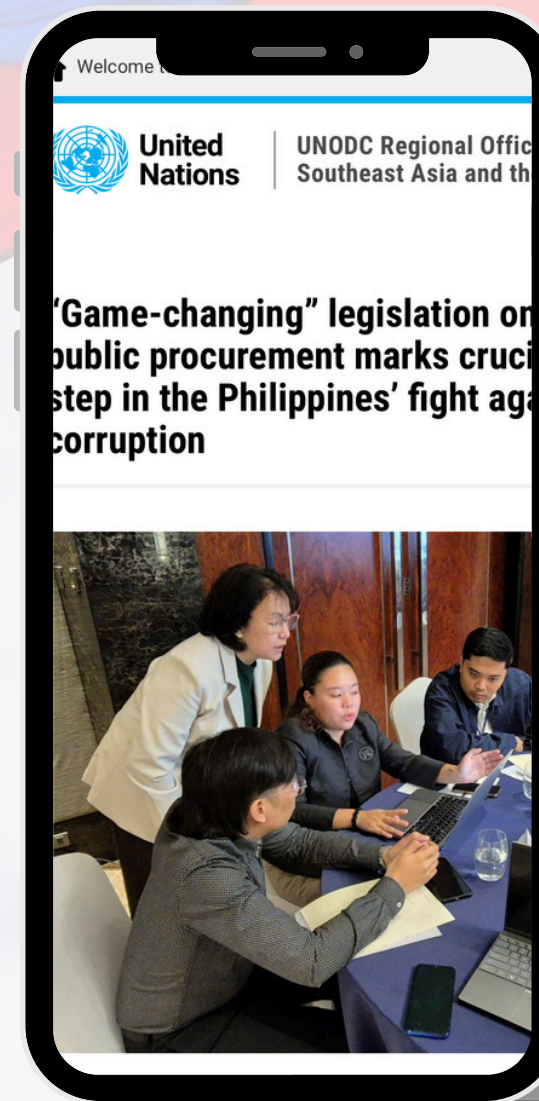 Welcome
United
Nations
UNODC Regional Offic
Southeast Asia and th
“Game-changing” legislation on
public procurement marks cruci
step in the Philippines’ fight aga
corruption